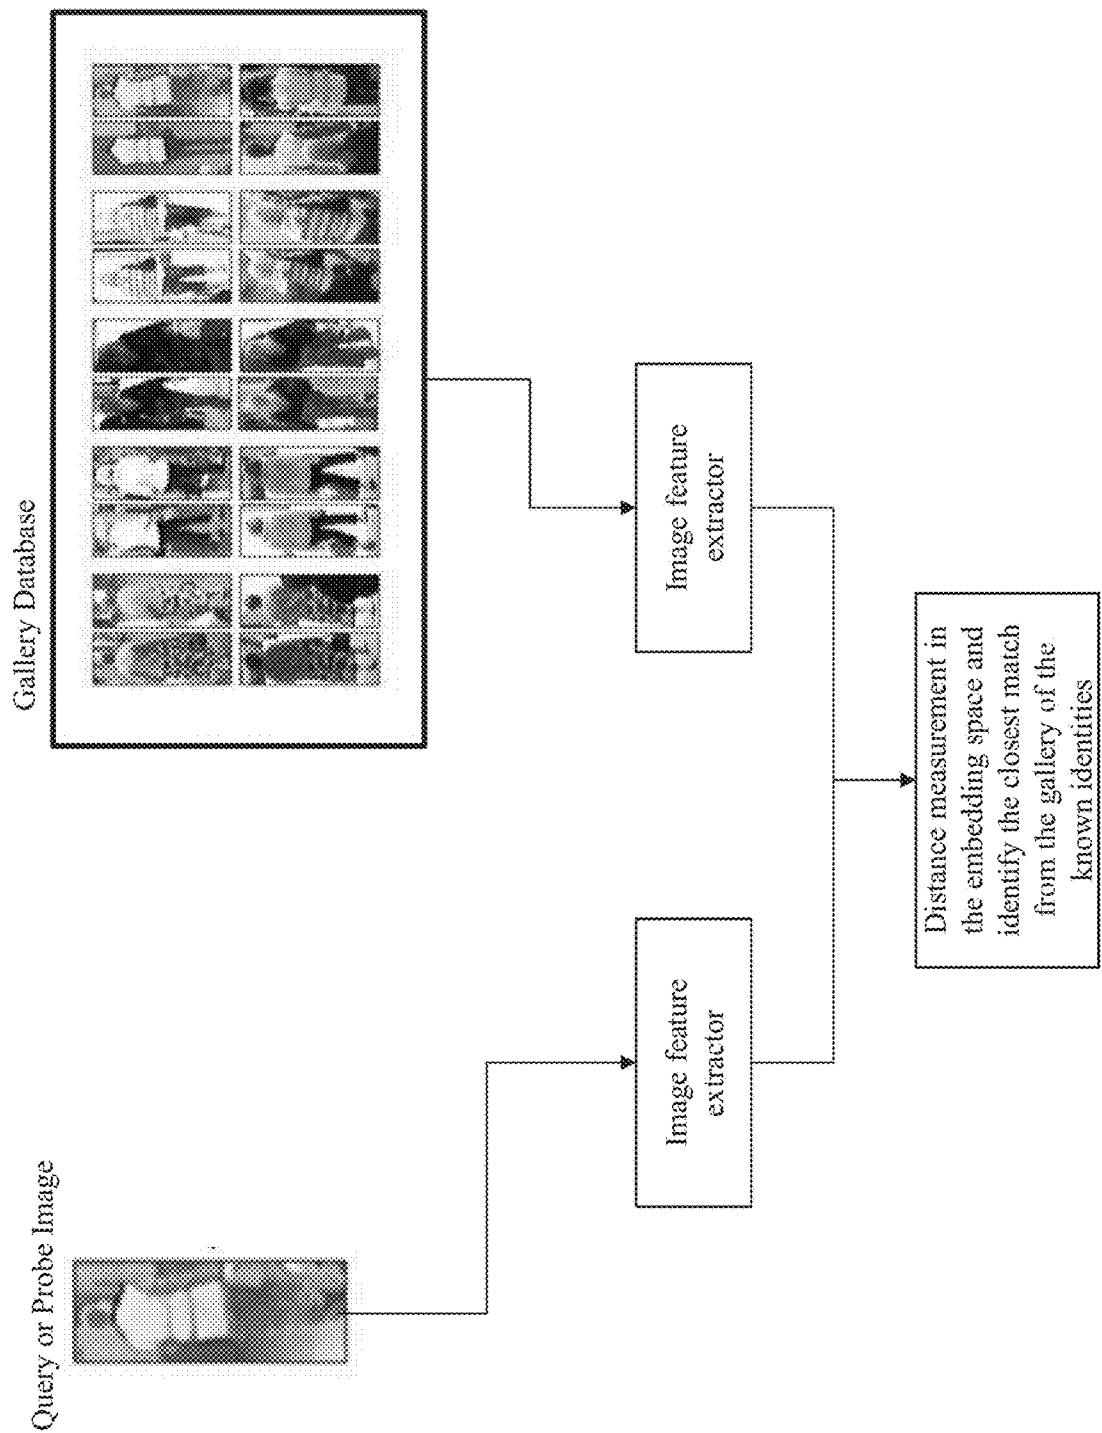 Query or Probe Image
Gallery Database
Image feature
extractor
Image feature
extractor
Distance measurement in
the embedding space and
identify the closest match
from the gallery of the
known identities